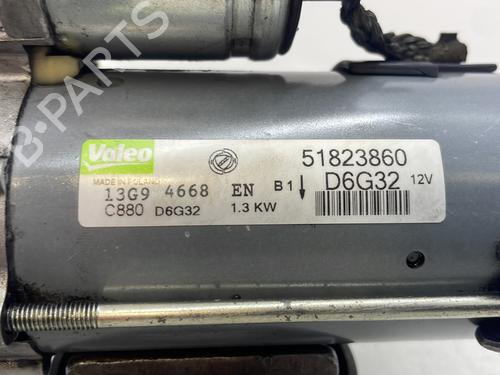 B-PARTS
Valeo
MADE IN POLAND
13G9 4668 EN
C880 D6G32 1.3 KW
B1
51823860
D6G32 12V